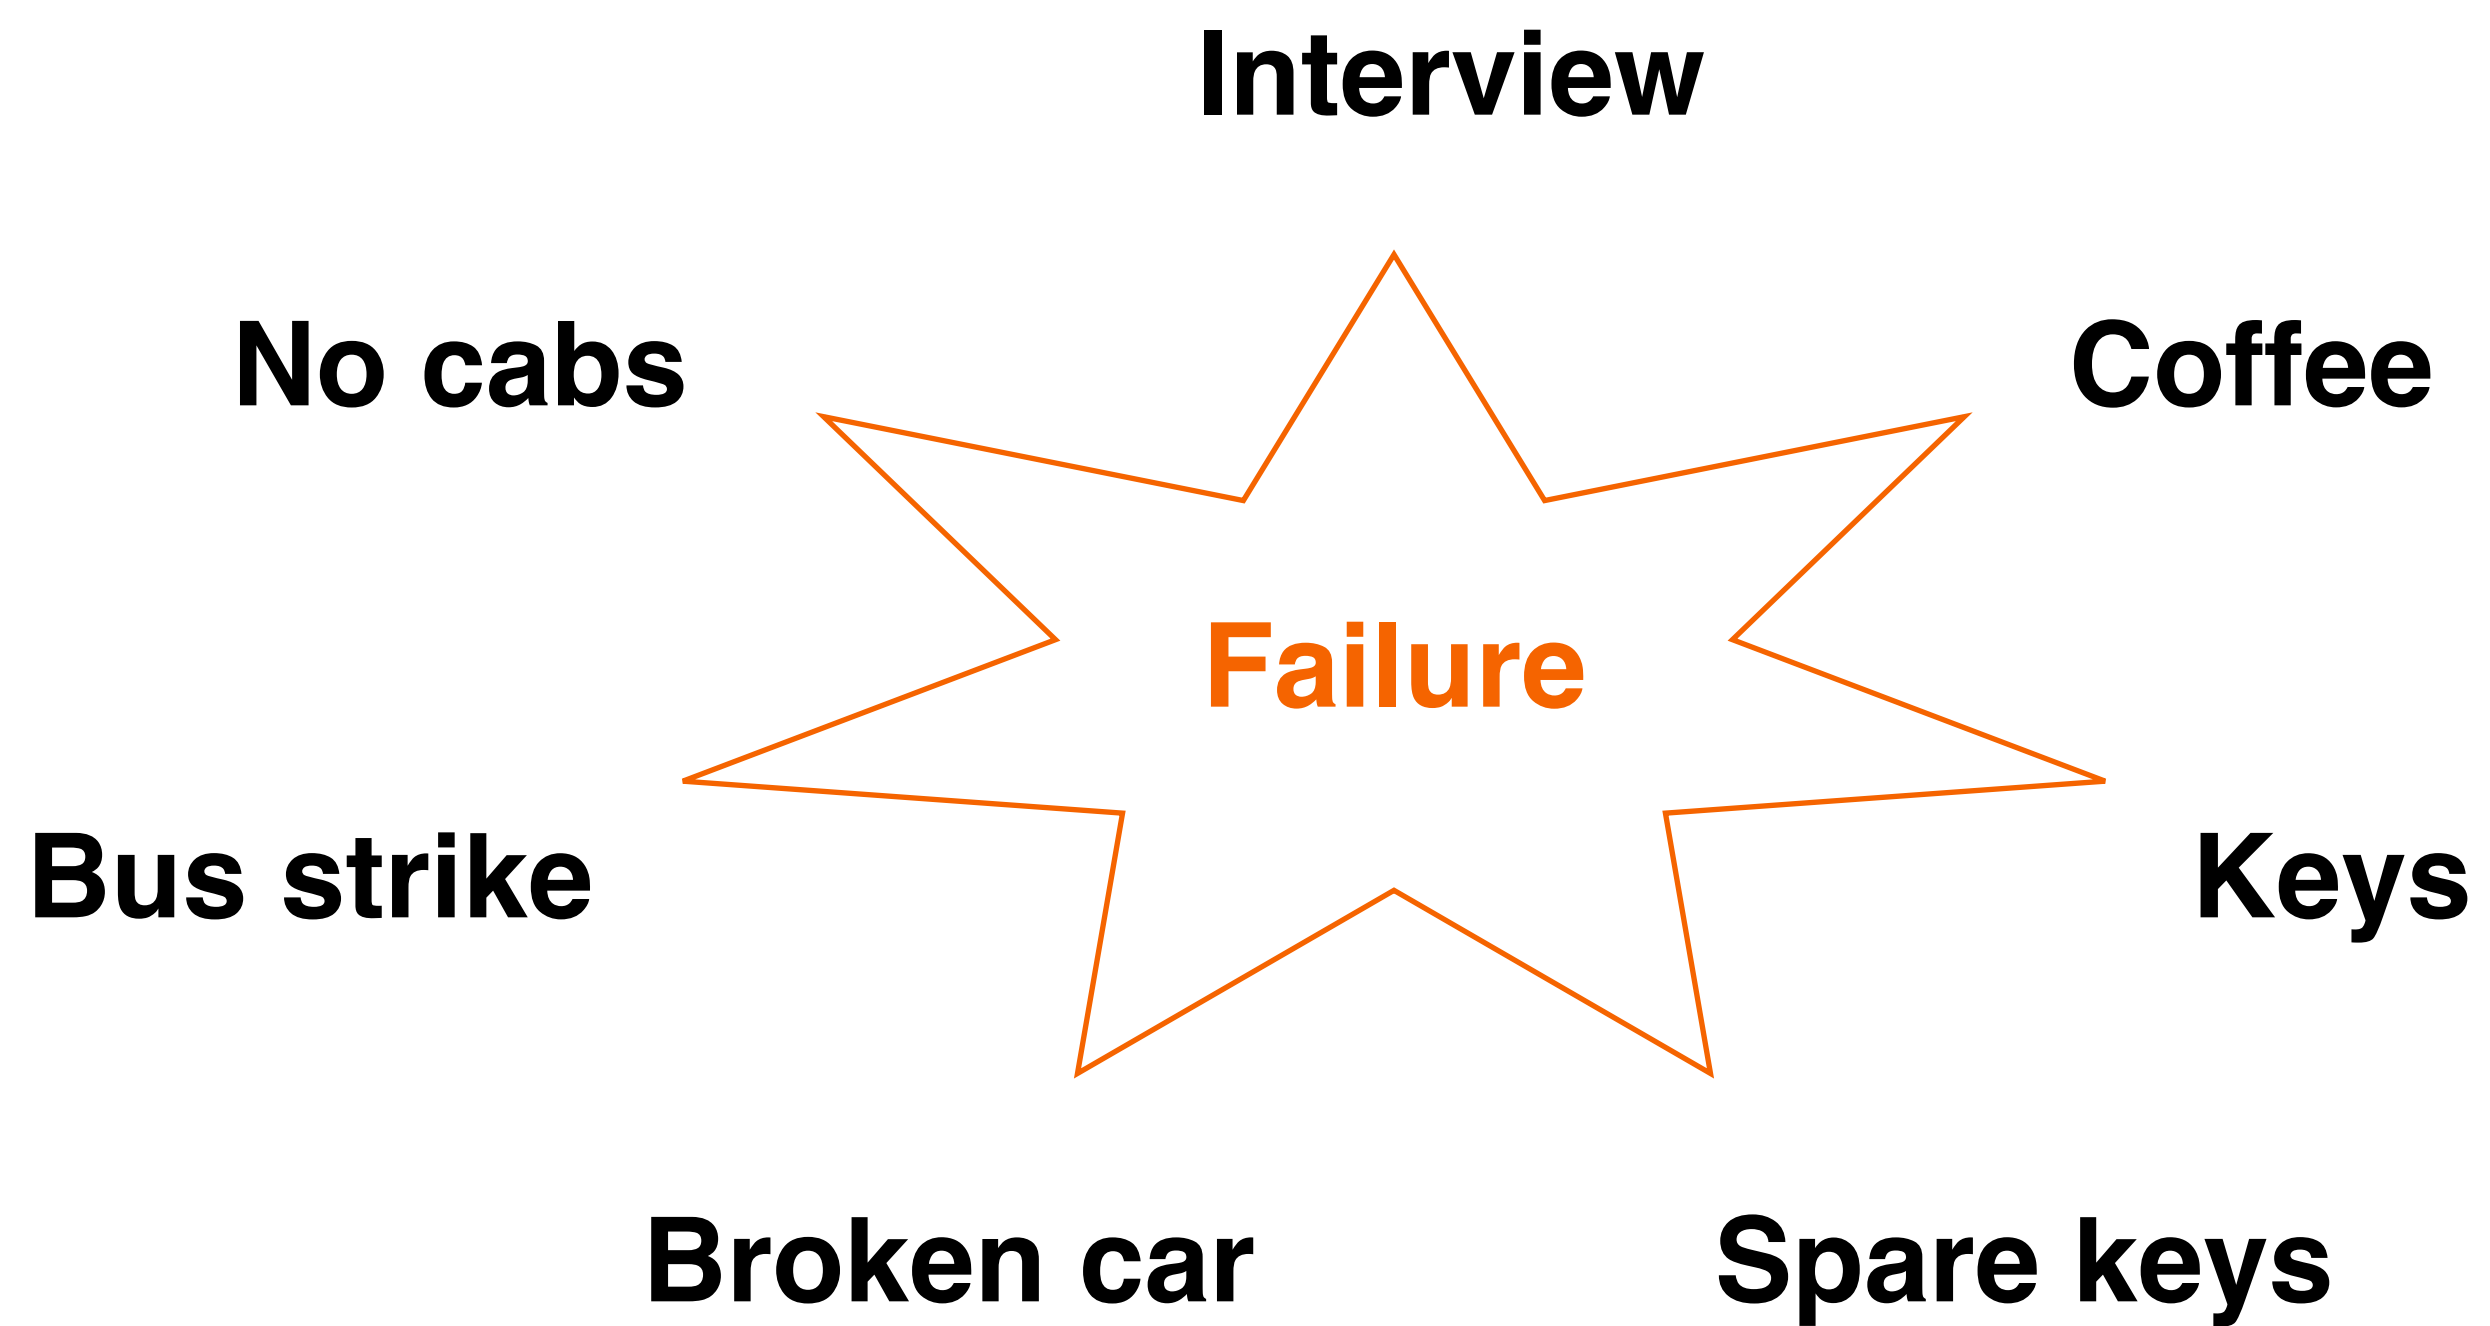 Interview
No cabs
Coffee
Failure
Bus strike
Keys
Broken car
Spare keys